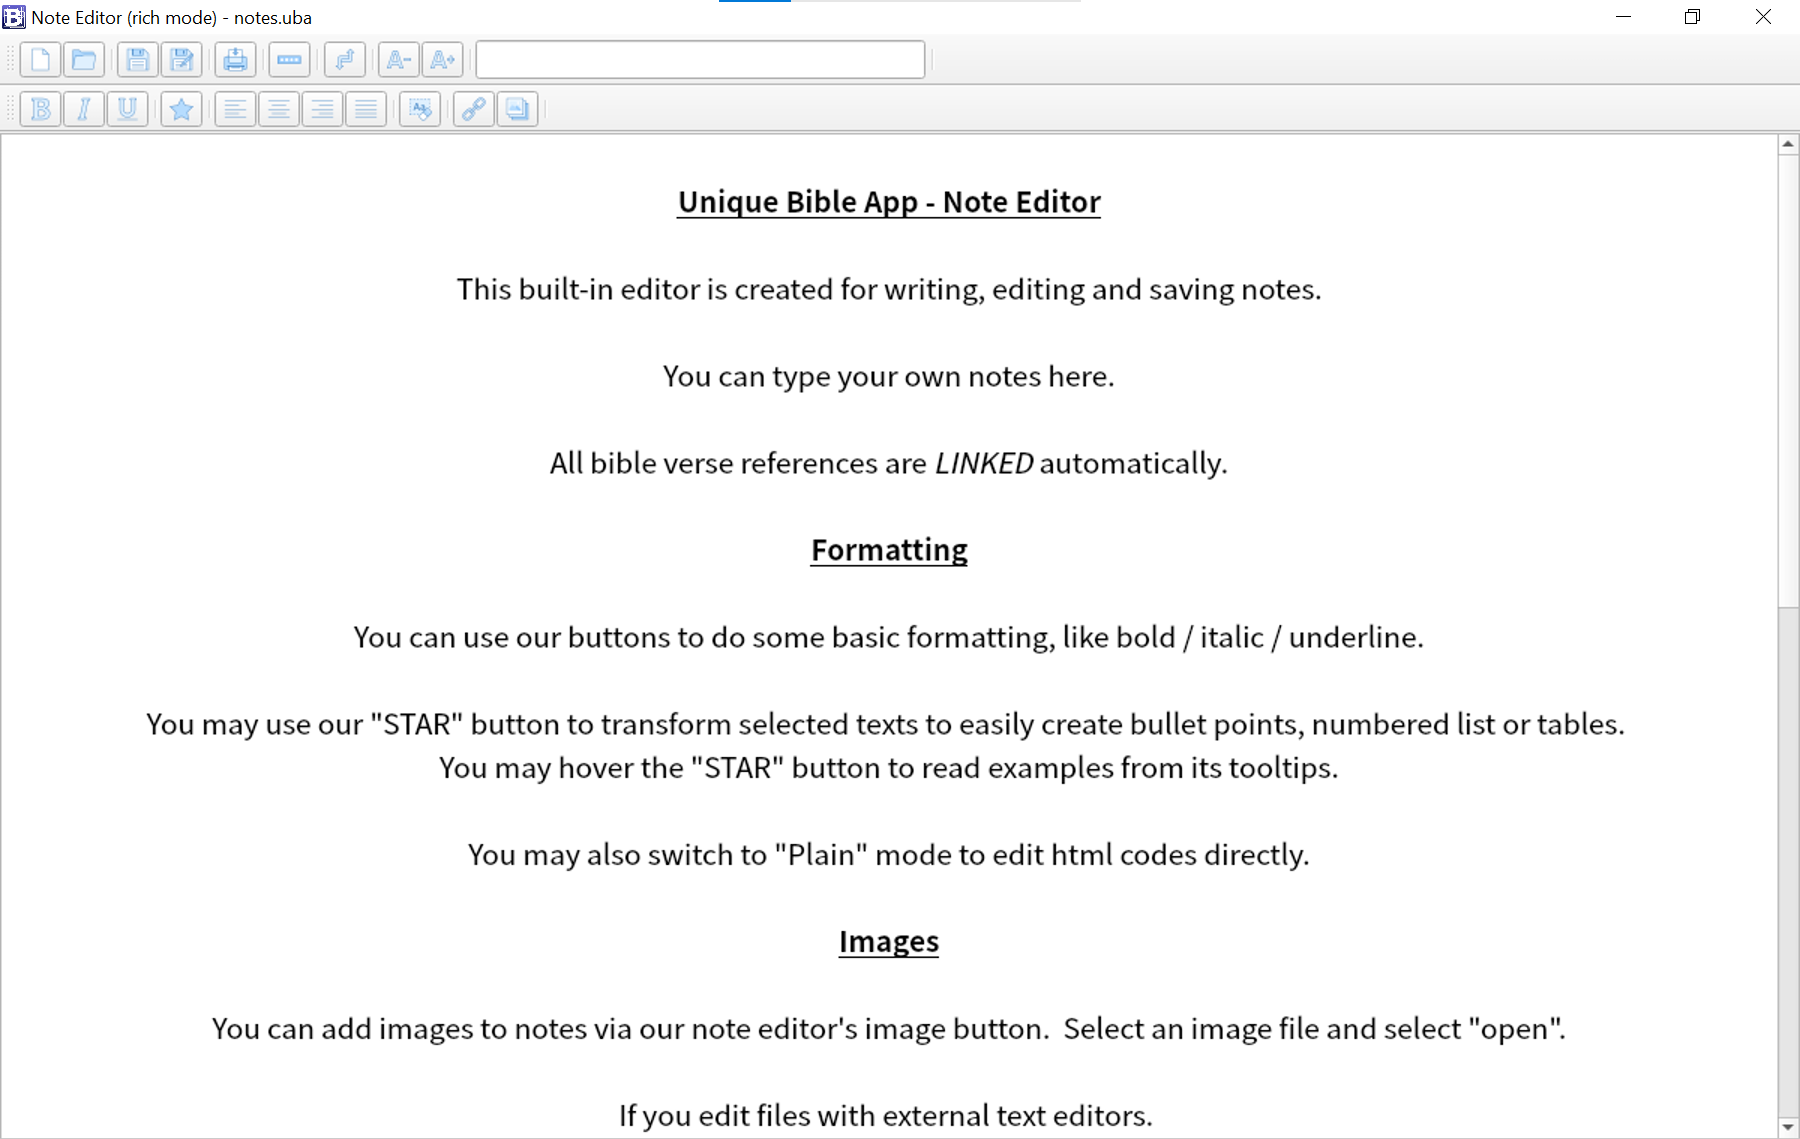 Note Editor (rich mode) - notes.uba
A- A+
B I U
Unique Bible App - Note Editor
This built-in editor is created for writing, editing and saving notes.
You can type your own notes here.
All bible verse references are LINKED automatically.
Formatting
You can use our buttons to do some basic formatting, like bold / italic / underline.
You may use our "STAR" button to transform selected texts to easily create bullet points, numbered list or tables.
You may hover the "STAR" button to read examples from its tooltips.
You may also switch to "Plain" mode to edit html codes directly.
Images
You can add images to notes via our note editor's image button.  Select an image file and select "open".
If you edit files with external text editors.